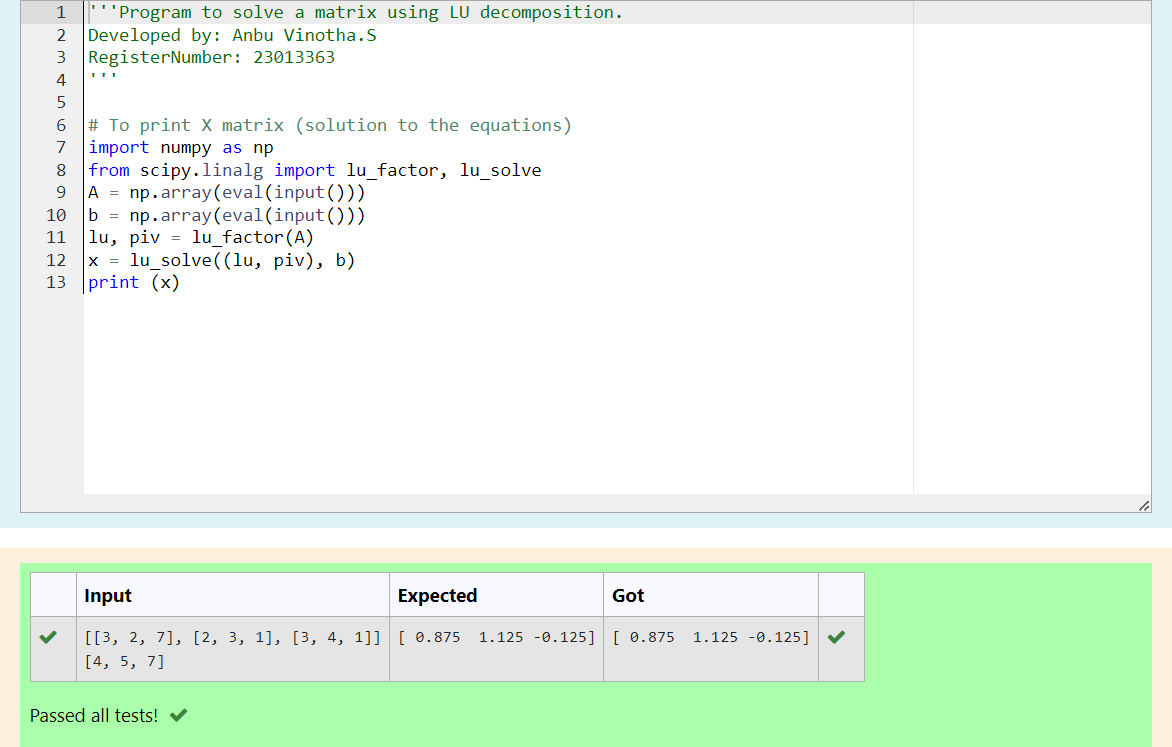 1 '''Program to solve a matrix using LU decomposition.
2 Developed by: Anbu Vinotha.S
3 RegisterNumber: 23013363
4 '''
5
6 # To print X matrix (solution to the equations)
7 import numpy as np
8 from scipy.linalg import lu_factor, lu_solve
9 A = np.array(eval(input()))
10 b = np.array(eval(input()))
11 lu, piv = lu_factor(A)
12 x = lu_solve((lu, piv), b)
13 print (x)
Input Expected Got
[[3, 2, 7], [2, 3, 1], [3, 4, 1]] [ 0.875  1.125 -0.125] [ 0.875  1.125 -0.125]
[4, 5, 7]
Passed all tests!